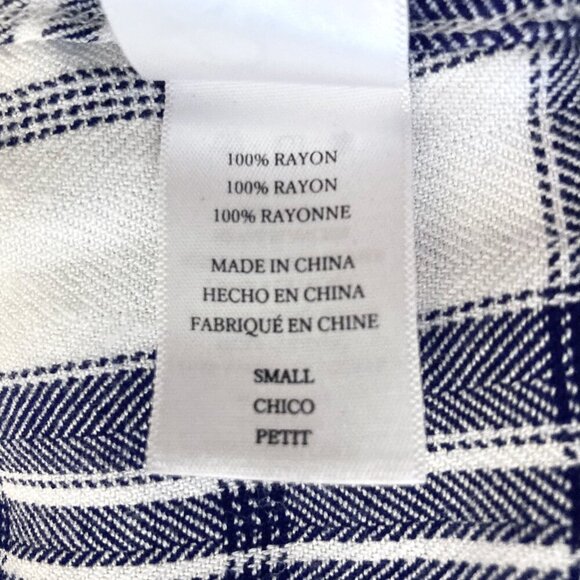 100% RAYON
100% RAYON
100% RAYONNE
MADE IN CHINA
HECHO EN CHINA
FABRIQUÉ EN CHINE
SMALL
CHICO
PETIT